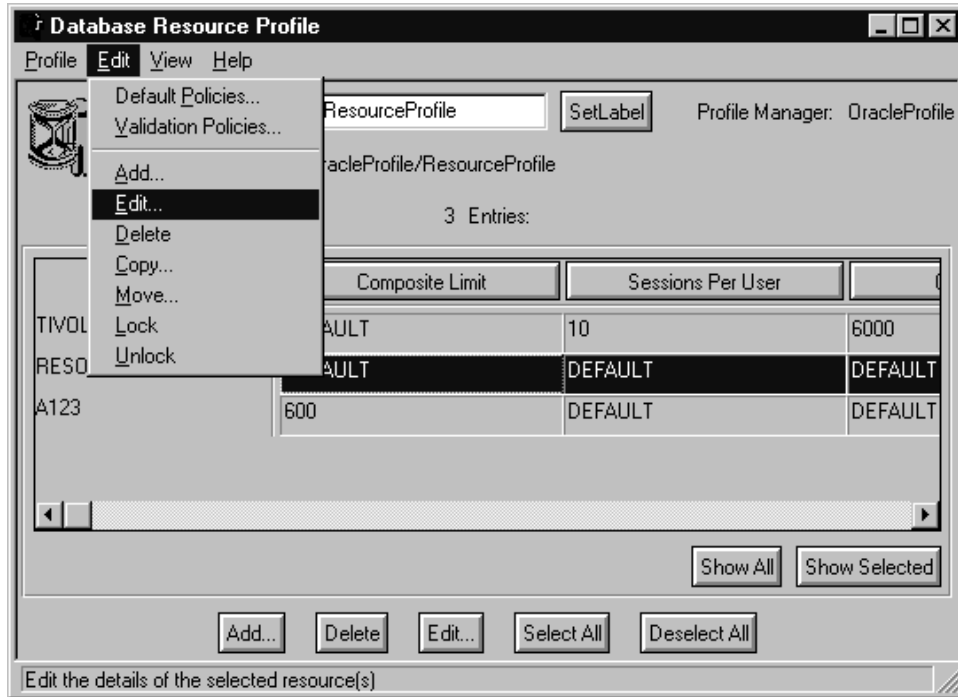 Database Resource Profile
Profile Edit View Help
Default Policies...
Validation Policies...
Add...
Edit...
Delete
Copy...
Move...
Lock
Unlock
ResourceProfile SetLabel Profile Manager: OracleProfile
racleProfile/ResourceProfile
3 Entries:
Composite Limit Sessions Per User
TIVOL AULT 10 6000
RESO AULT DEFAULT DEFAULT
A123 600 DEFAULT DEFAULT
Show All Show Selected
Add... Delete Edit... Select All Deselect All
Edit the details of the selected resource(s)